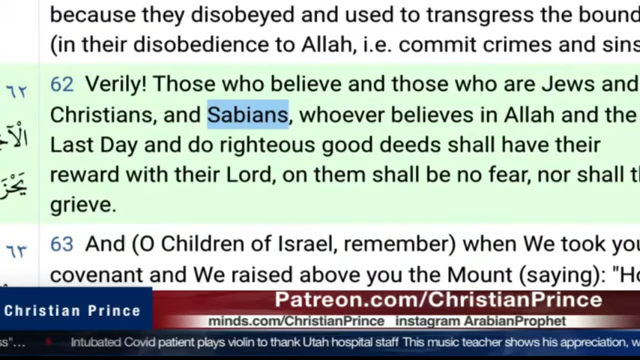 because they disobeyed and used to transgress the bound
(in their disobedience to Allah, i.e. commit crimes and sins
٦٢ 62 Verily! Those who believe and those who are Jews and
Christians, and Sabians, whoever believes in Allah and the
Last Day and do righteous good deeds shall have their
reward with their Lord, on them shall be no fear, nor shall t
grieve.
٦٣ 63 And (O Children of Israel, remember) when We took you
covenant and We raised above you the Mount (saying): "Ho
Christian Prince
Patreon.com/ChristianPrince
minds.com/ChristianPrince instagram ArabianProphet
s"... Intubated Covid patient plays violin to thank Utah hospital staff This music teacher shows his appreciation, w